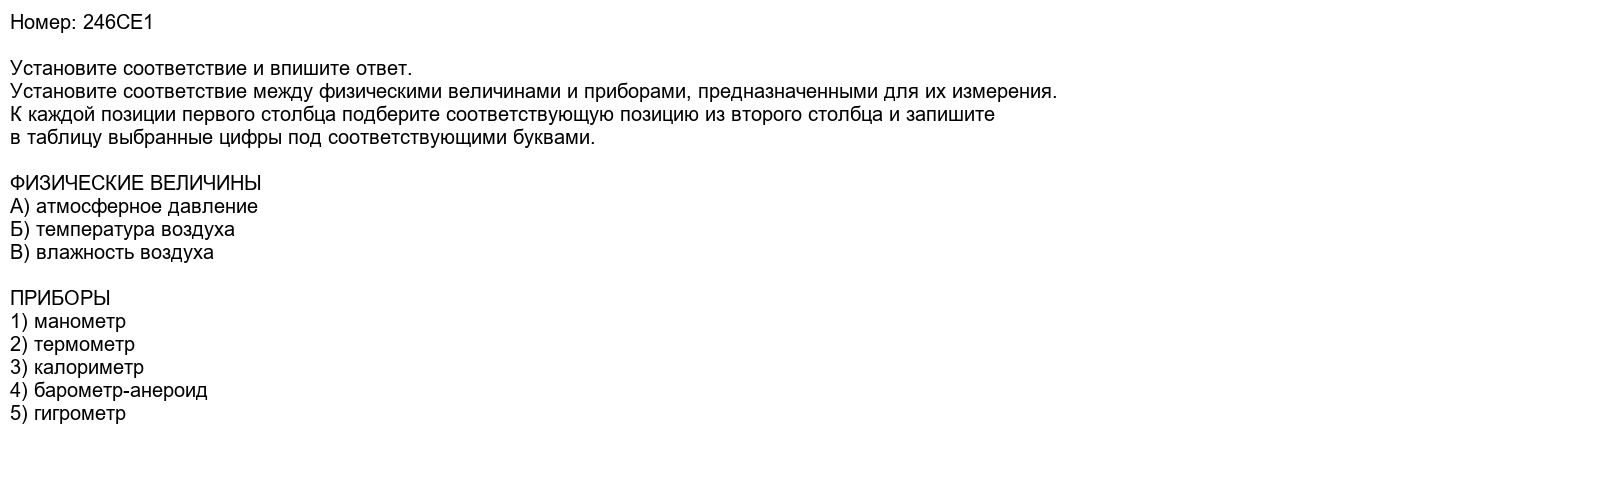 Номер: 246CE1
Установите соответствие и впишите ответ.
Установите соответствие между физическими величинами и приборами, предназначенными для их измерения.
К каждой позиции первого столбца подберите соответствующую позицию из второго столбца и запишите
в таблицу выбранные цифры под соответствующими буквами.
ФИЗИЧЕСКИЕ ВЕЛИЧИНЫ
А) атмосферное давление
Б) температура воздуха
В) влажность воздуха
ПРИБОРЫ
1) манометр
2) термометр
3) калориметр
4) барометр-анероид
5) гигрометр